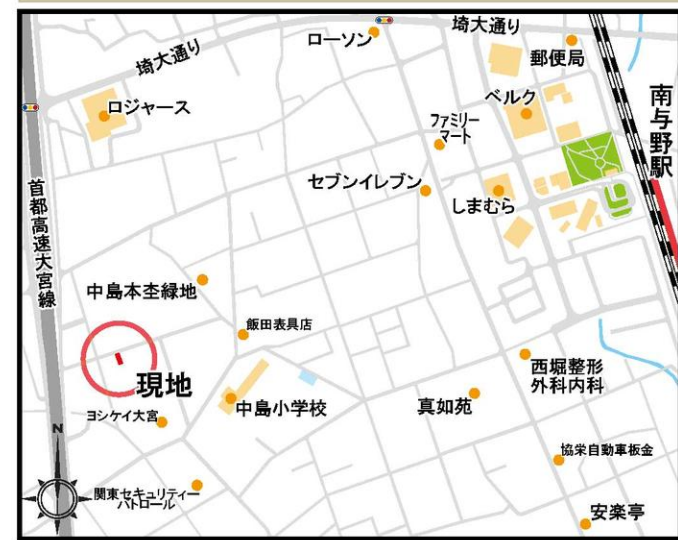 埼大通り
ローソン
埼大通り
郵便局
ロジャース
ベルク
ファミリー
マート
南与野駅
セブンイレブン
しまむら
首都高速大宮線
中島本杢緑地
飯田表具店
現地
西堀整形
外科内科
ヨシケイ大宮
中島小学校
真如苑
N
協栄自動車板金
関東セキュリティー
パトロール
安楽亭